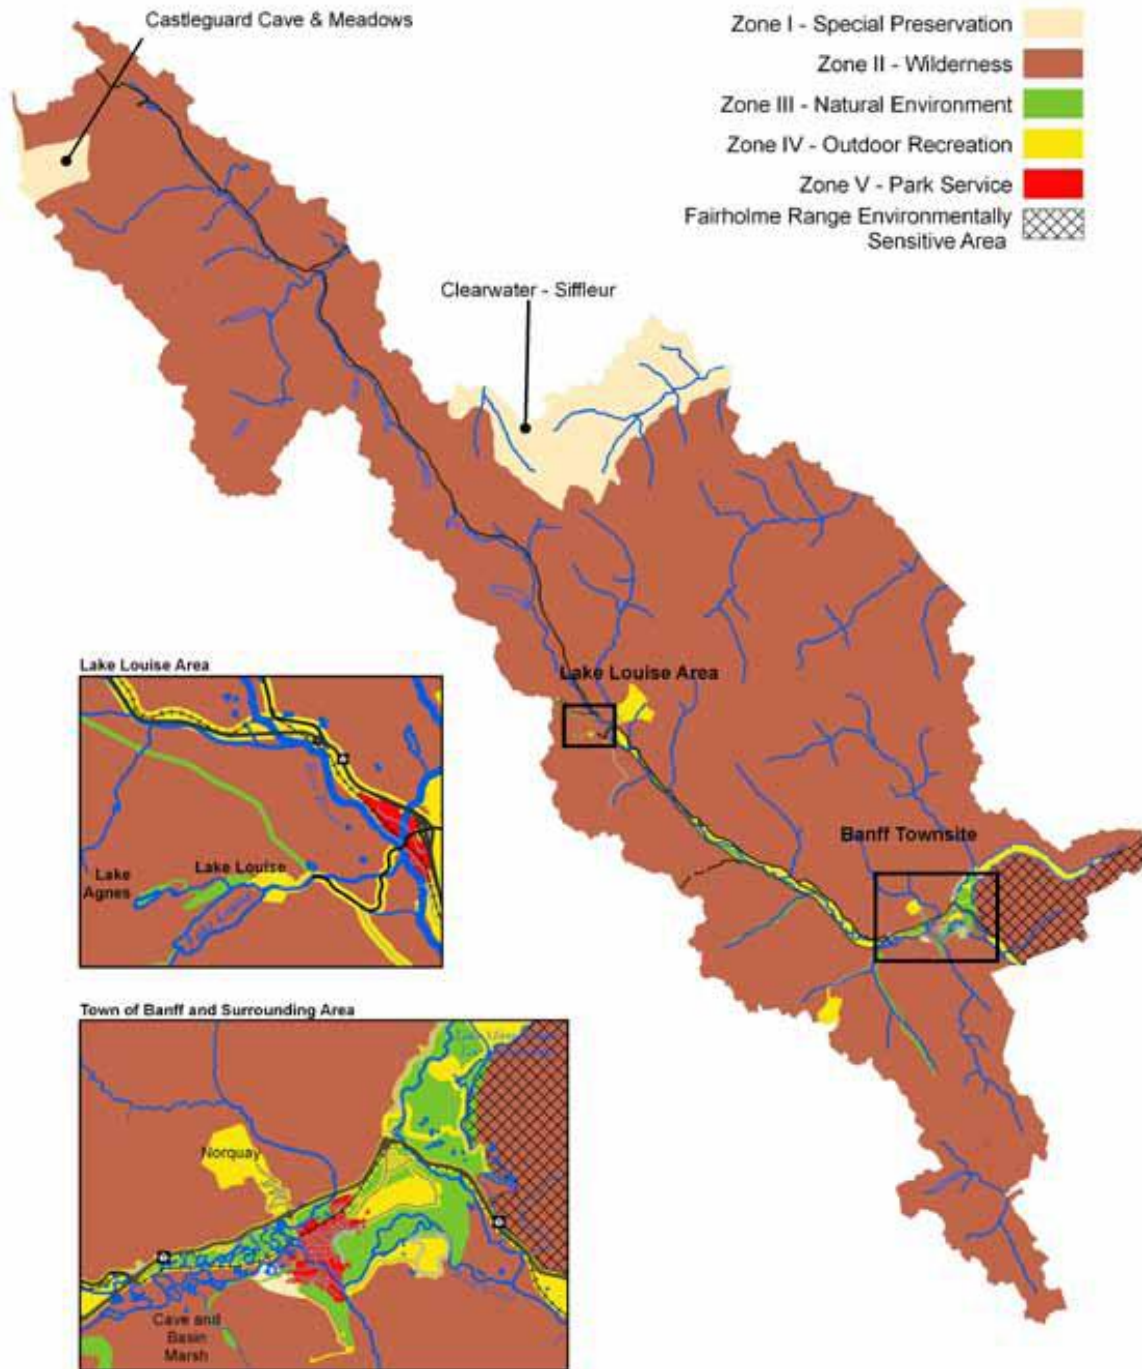 Castleguard Cave & Meadows
Zone I - Special Preservation
Zone II - Wilderness
Zone III - Natural Environment
Zone IV - Outdoor Recreation
Zone V - Park Service
Fairholme Range Environmentally
Sensitive Area
Clearwater - Siffleur
Lake Louise Area
Banff Townsite
Lake Louise Area
Lake Louise
Lake
Agnes
Town of Banff and Surrounding Area
Norquay
Cave and
Basin
Marsh